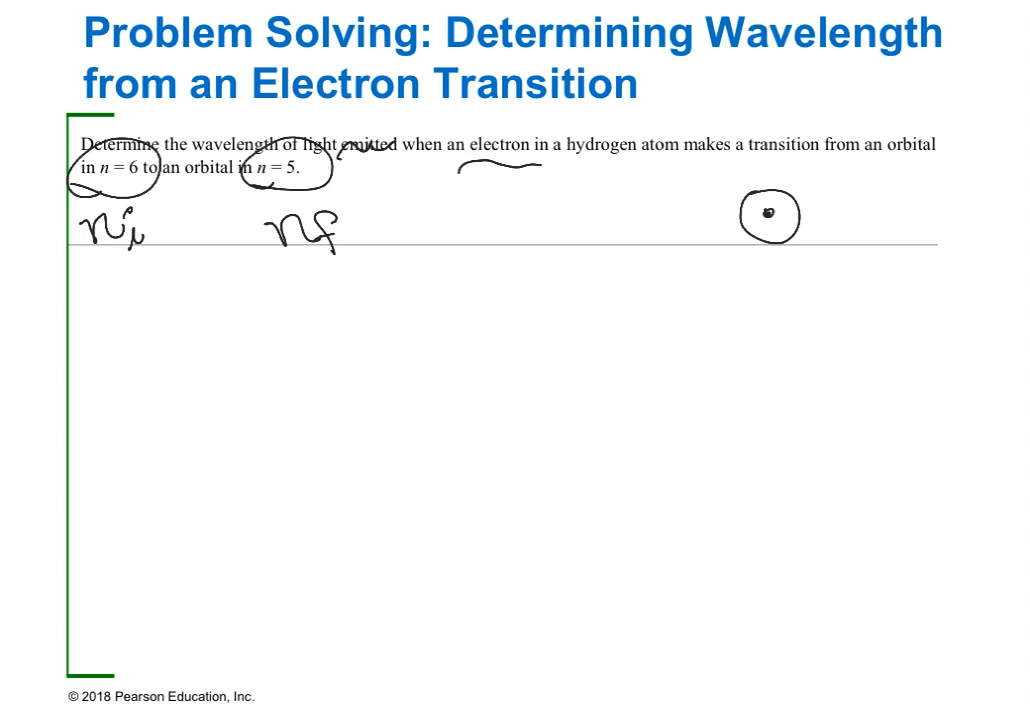 Problem Solving: Determining Wavelength
from an Electron Transition
Determine the wavelength of light emitted when an electron in a hydrogen atom makes a transition from an orbital
in n = 6 to an orbital in n = 5.
ni nf
© 2018 Pearson Education, Inc.